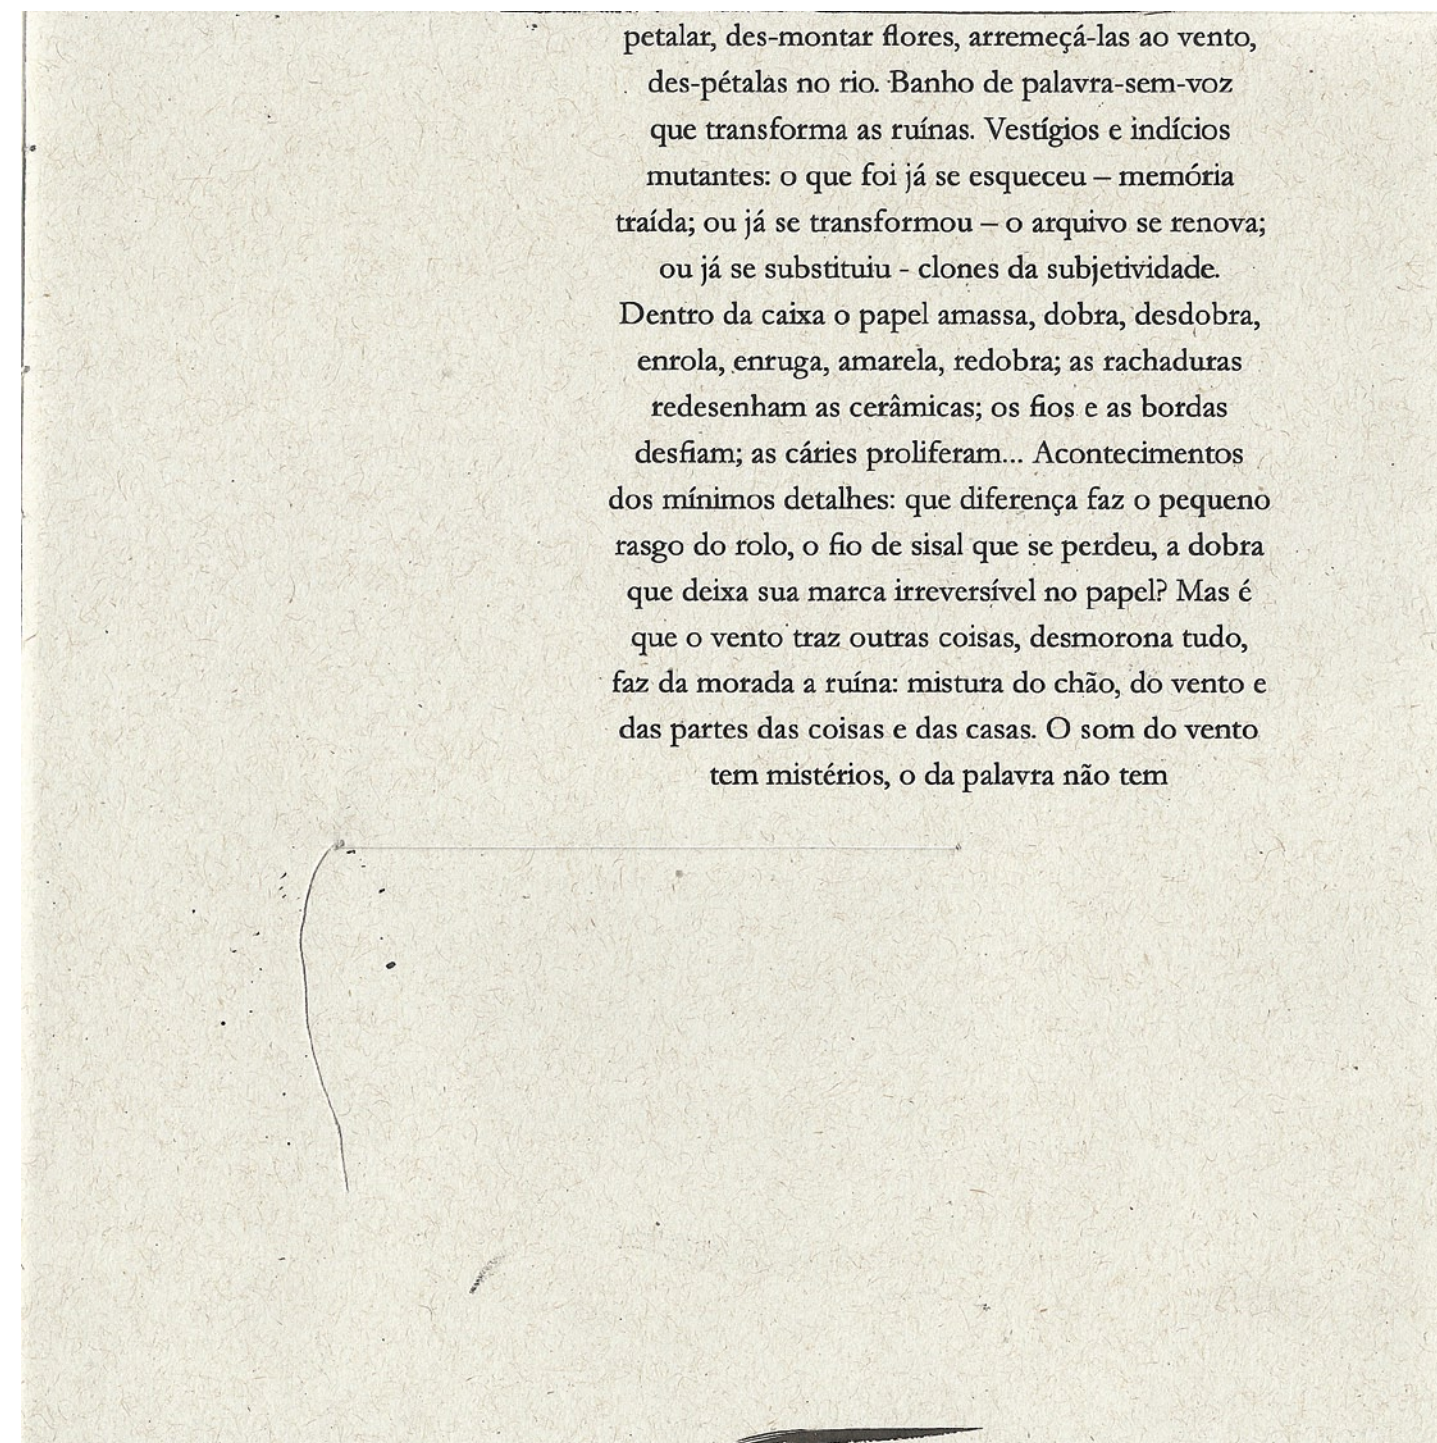 petalar, des-montar flores, arremeçá-las ao vento,
des-pétalas no rio. Banho de palavra-sem-voz
que transforma as ruínas. Vestígios e indícios
mutantes: o que foi já se esqueceu – memória
traída; ou já se transformou – o arquivo se renova;
ou já se substituiu - clones da subjetividade.
Dentro da caixa o papel amassa, dobra, desdobra,
enrola, enruga, amarela, redobra; as rachaduras
redesenham as cerâmicas; os fios e as bordas
desfiam; as cáries proliferam... Acontecimentos
dos mínimos detalhes: que diferença faz o pequeno
rasgo do rolo, o fio de sisal que se perdeu, a dobra
que deixa sua marca irreversível no papel? Mas é
que o vento traz outras coisas, desmorona tudo,
faz da morada a ruína: mistura do chão, do vento e
das partes das coisas e das casas. O som do vento
tem mistérios, o da palavra não tem